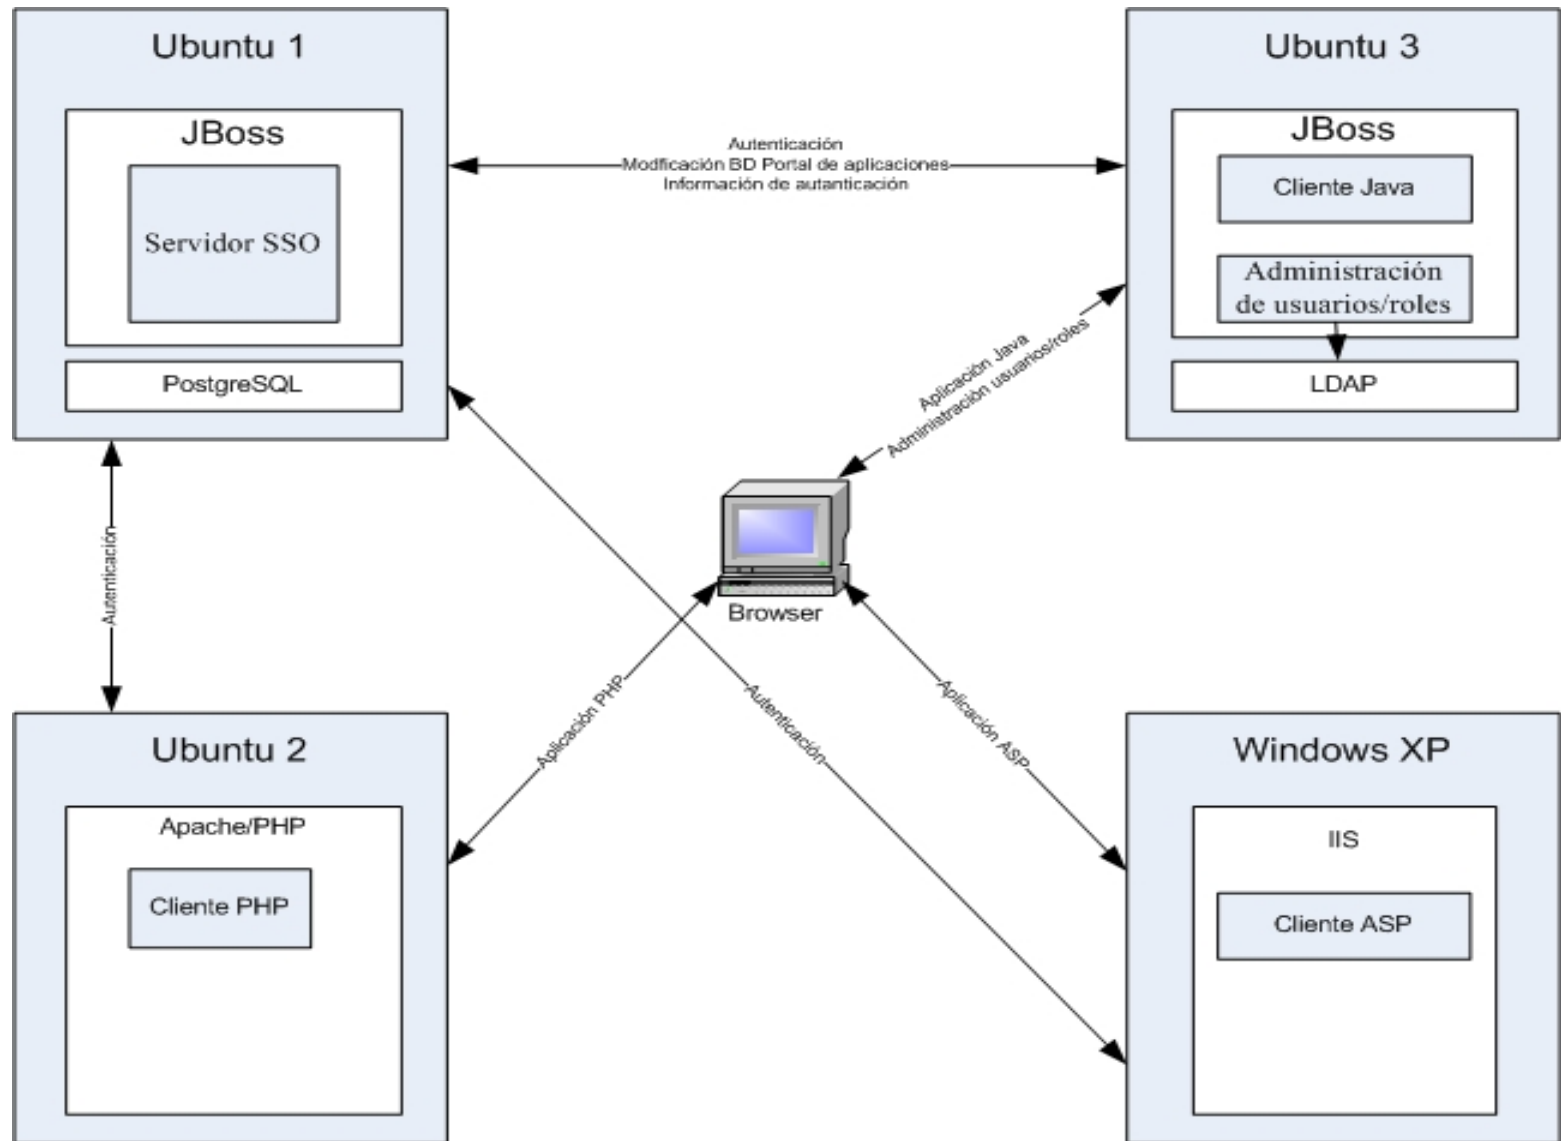 Ubuntu 1
JBoss
Servidor SSO
PostgreSQL
Autenticación
Modficación BD Portal de aplicaciones
Información de autanticación
Ubuntu 3
JBoss
Cliente Java
Administración
de usuarios/roles
LDAP
Aplicación Java
Administración usuarios/roles
Browser
Autenticación
Aplicación PHP
Autenticación
Aplicación ASP
Ubuntu 2
Apache/PHP
Cliente PHP
Windows XP
IIS
Cliente ASP